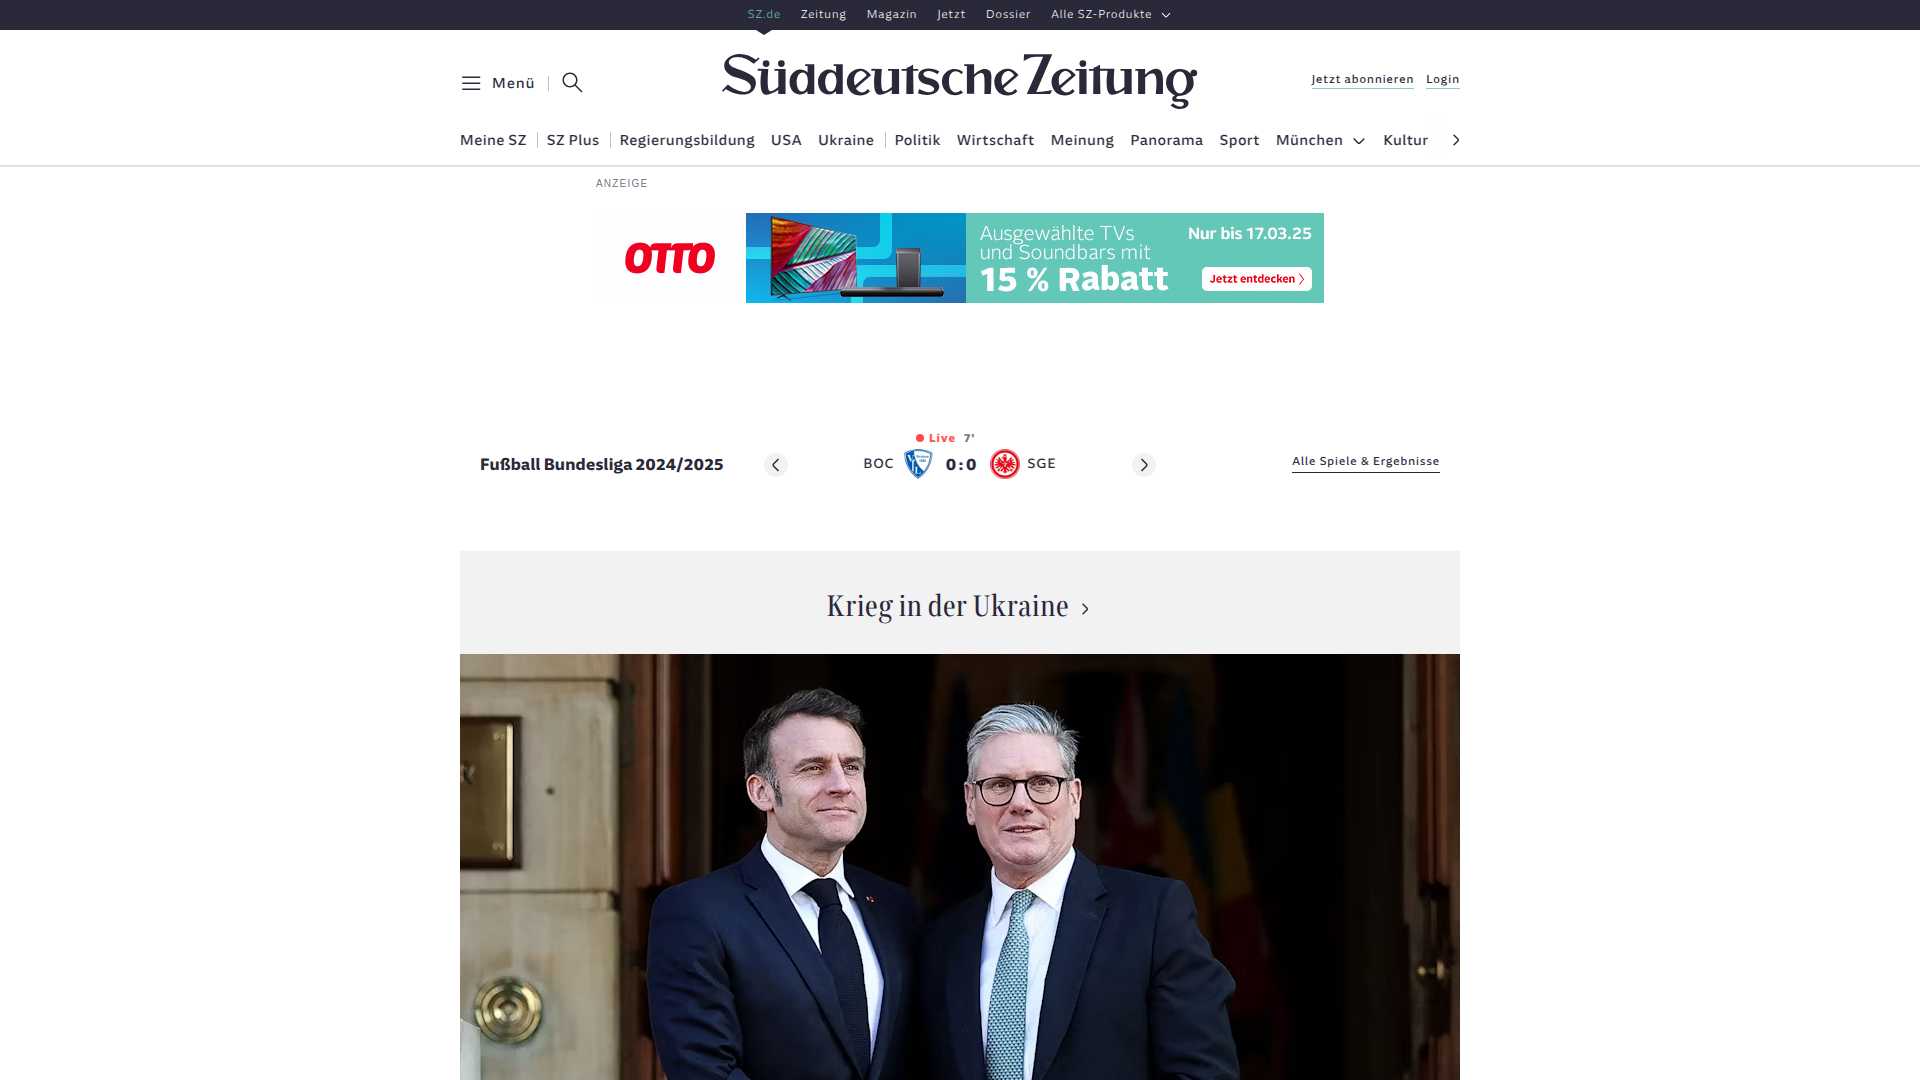 SZ.de Zeitung Magazin Jetzt Dossier Alle SZ-Produkte
Menü
Süddeutsche Zeitung
Jetzt abonnieren Login
Meine SZ SZ Plus Regierungsbildung USA Ukraine Politik Wirtschaft Meinung Panorama Sport München Kultur
ANZEIGE
OTTO
Ausgewählte TVs
und Soundbars mit
15 % Rabatt
Nur bis 17.03.25
Jetzt entdecken
Live 7'
Fußball Bundesliga 2024/2025
BOC 0:0 SGE
Alle Spiele & Ergebnisse
Krieg in der Ukraine